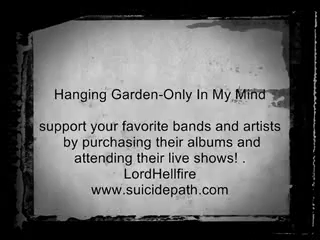 Hanging Garden-Only In My Mind
support your favorite bands and artists
by purchasing their albums and
attending their live shows! .
LordHellfire
www.suicidepath.com